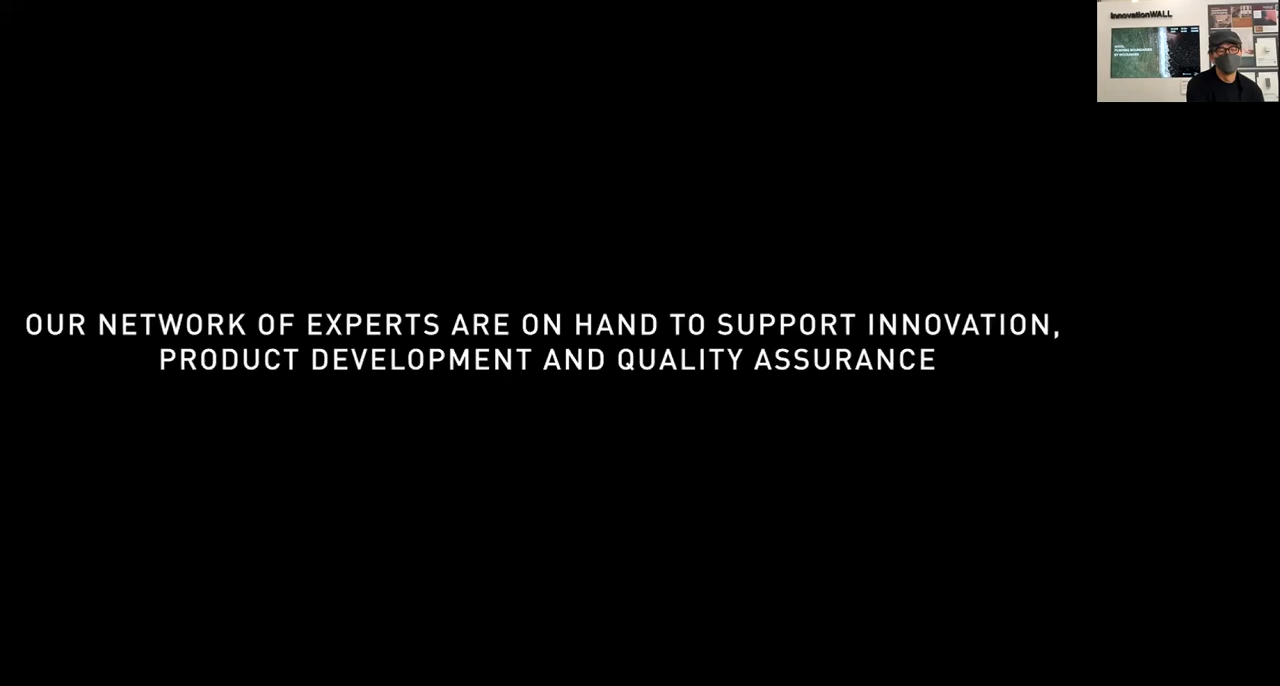 InnovationWALL
OUR NETWORK OF EXPERTS ARE ON HAND TO SUPPORT INNOVATION,
PRODUCT DEVELOPMENT AND QUALITY ASSURANCE